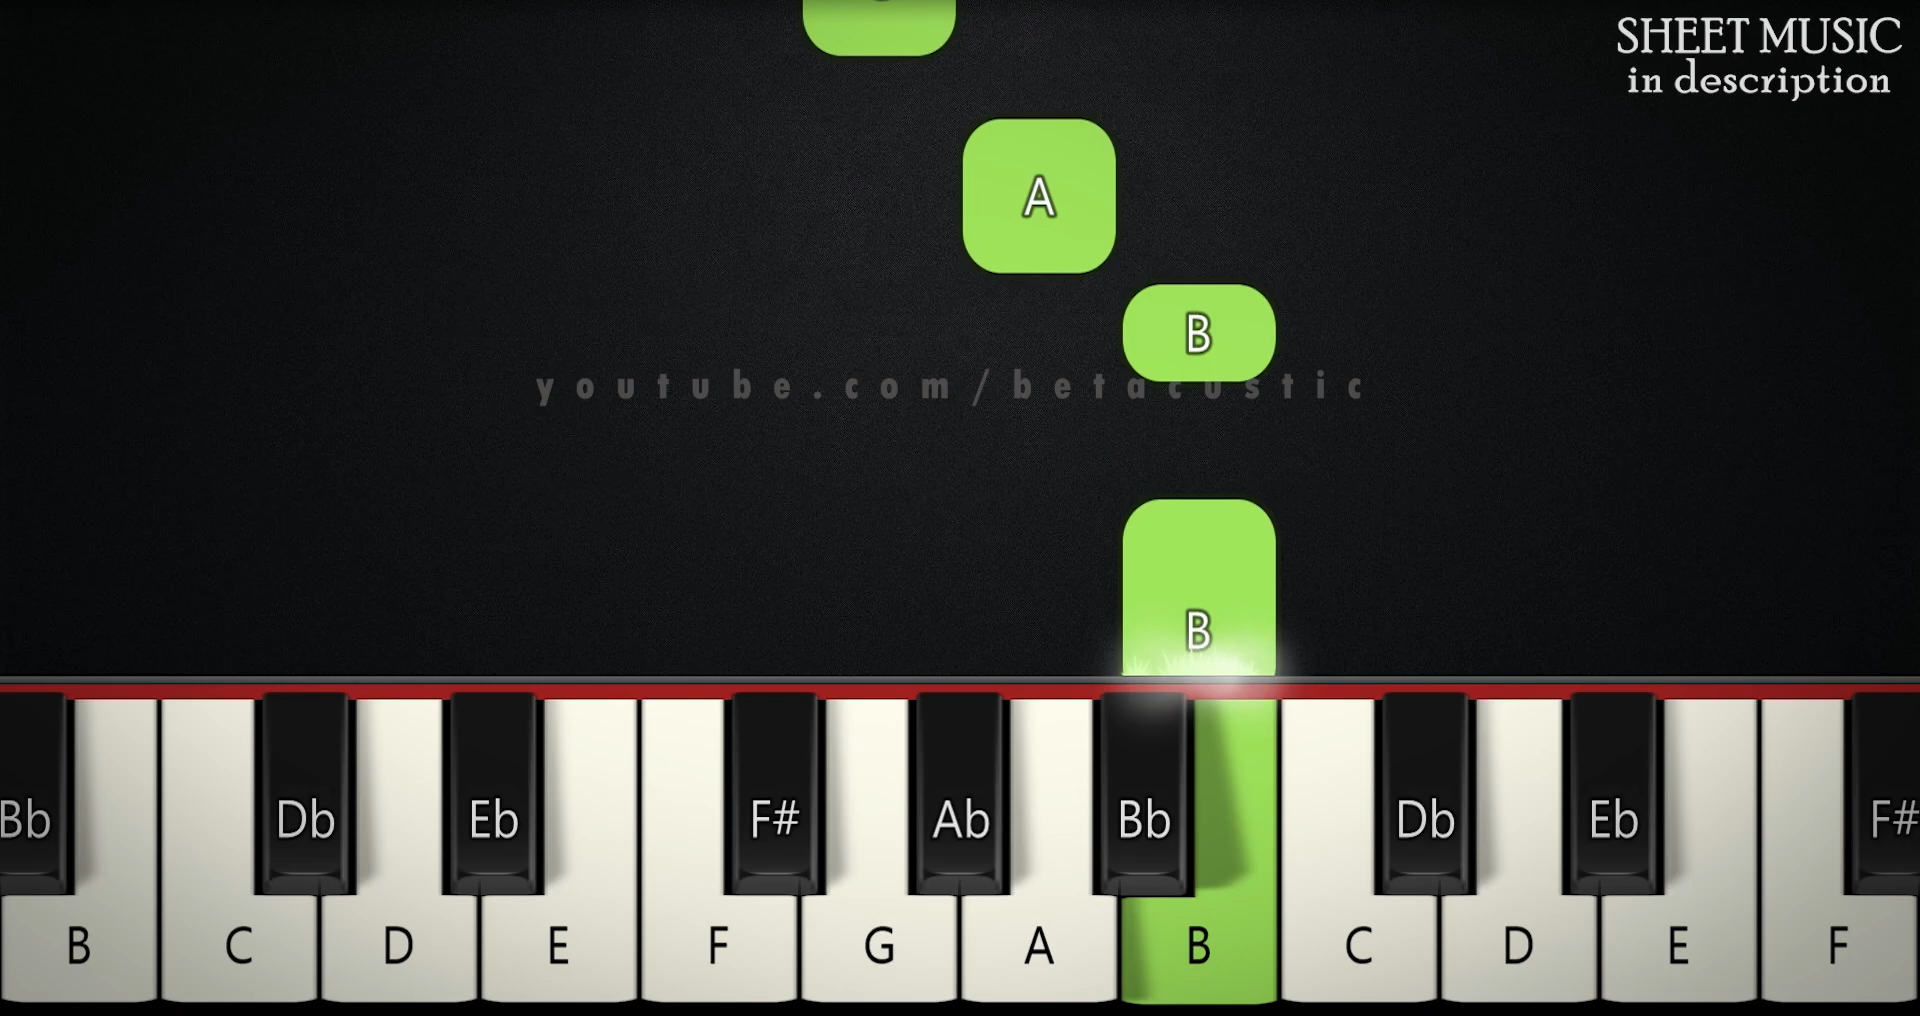 SHEET MUSIC
in description
A
B
youtube.com/betacustic
B
Bb Db Eb F# Ab Bb Db Eb F#
B C D E F G A B C D E F